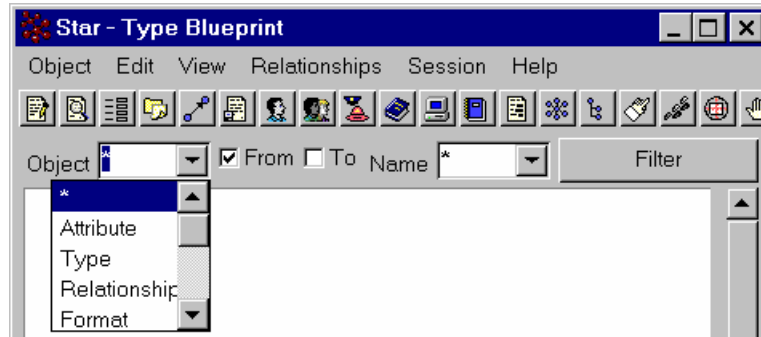 Star - Type Blueprint
Object Edit View Relationships Session Help
Object * From To Name * Filter
*
Attribute
Type
Relationship
Format